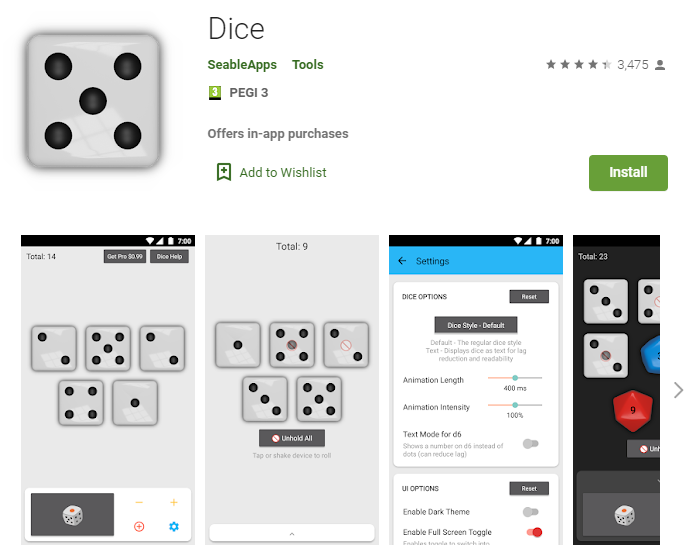 Dice
SeableApps Tools
3,475
3 PEGI 3
Offers in-app purchases
Add to Wishlist
Install
7:00
Total: 14
Get Pro $0.99
Dice Help
Total: 9
Unhold All
Tap or shake device to roll
7:00
Settings
DICE OPTIONS
Reset
Dice Style - Default
Default - The regular dice style
Text - Displays dice as text for lag
reduction and readability
Animation Length
400 ms
Animation Intensity
100%
Text Mode for d6
Shows a number on d6 instead of
dots (can reduce lag)
UI OPTIONS
Reset
Enable Dark Theme
Enable Full Screen Toggle
Enables toggle to switch into
Total: 23
9